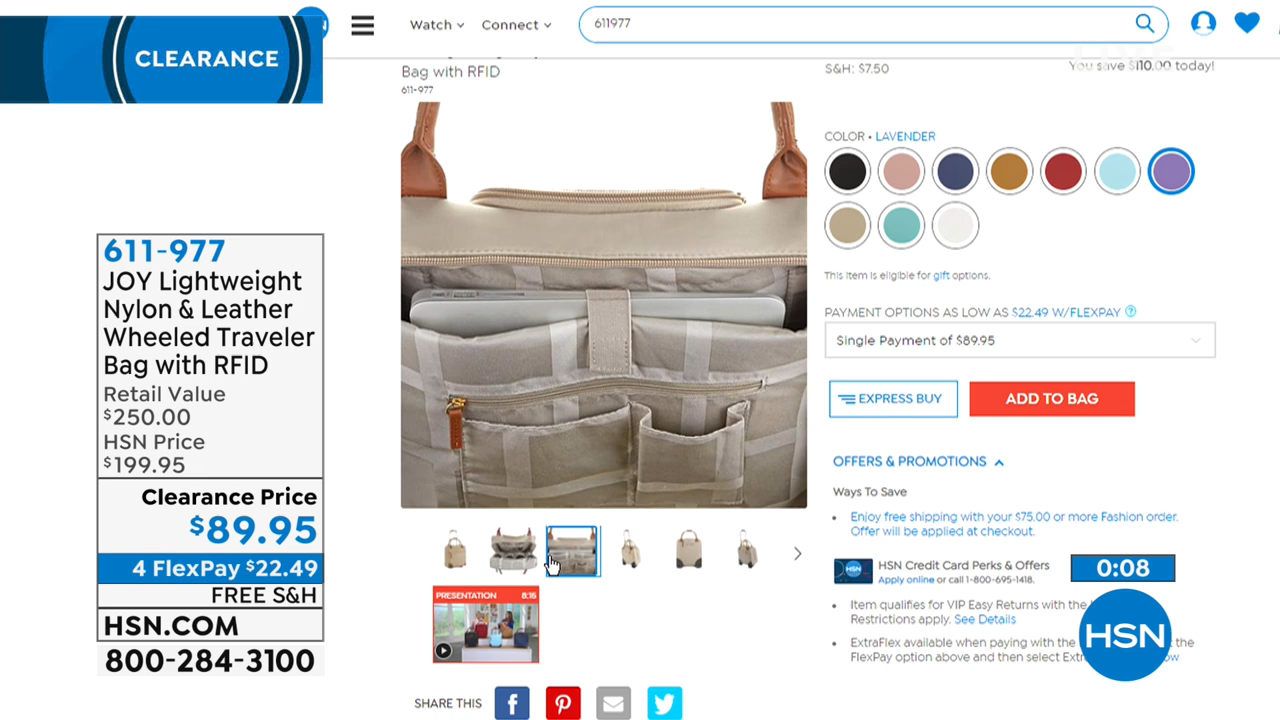 CLEARANCE
Watch
Connect
611977
Bag with RFID
611-977
S&H: $7.50
You save $110.00 today!
COLOR • LAVENDER
This item is eligible for gift options.
PAYMENT OPTIONS AS LOW AS $22.49 W/FLEXPAY ?
Single Payment of $89.95
EXPRESS BUY
ADD TO BAG
OFFERS & PROMOTIONS
Ways To Save
• Enjoy free shipping with your $75.00 or more Fashion order.
Offer will be applied at checkout.
HSN
HSN Credit Card Perks & Offers
Apply online or call 1-800-695-1418.
• Item qualifies for VIP Easy Returns with the
Restrictions apply. See Details
• ExtraFlex available when paying with the
FlexPay option above and then select
0:08
HSN
611-977
JOY Lightweight
Nylon & Leather
Wheeled Traveler
Bag with RFID
Retail Value
$250.00
HSN Price
$199.95
Clearance Price
$89.95
4 FlexPay $22.49
FREE S&H
HSN.COM
800-284-3100
PRESENTATION 8:15
SHARE THIS